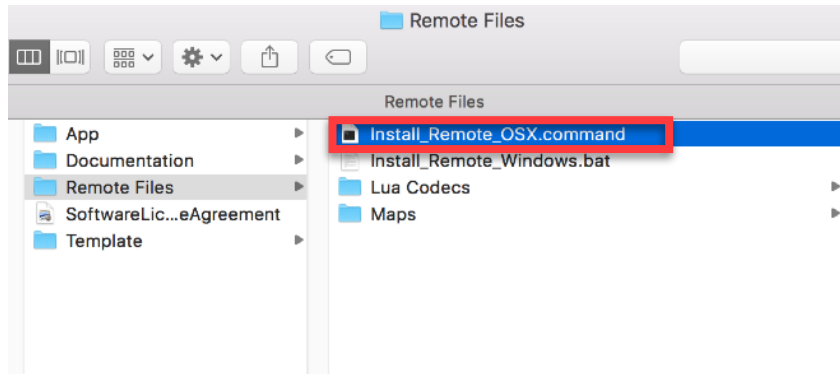 Remote Files
Remote Files
App
Documentation
Remote Files
SoftwareLic...eAgreement
Template
Install_Remote_OSX.command
Install_Remote_Windows.bat
Lua Codecs
Maps